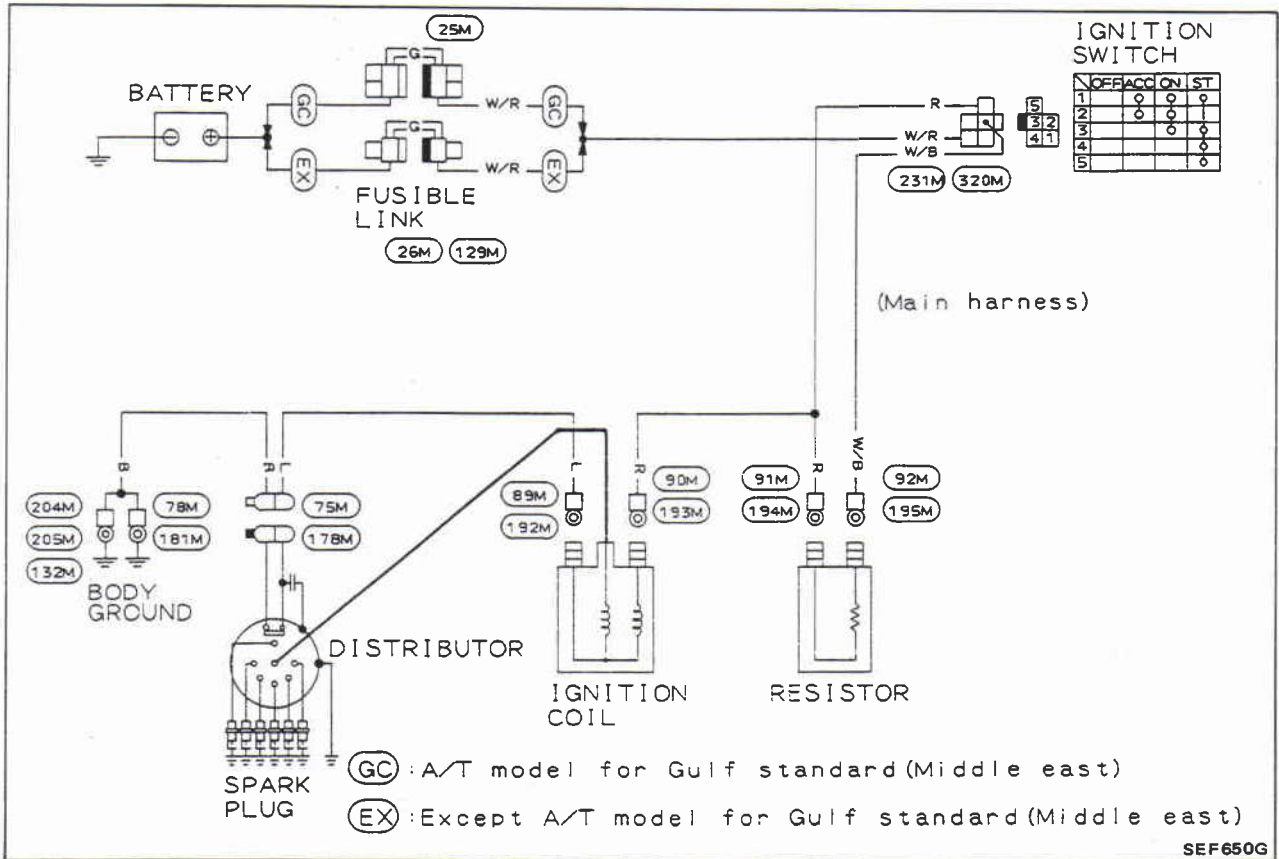 25M
IGNITION
SWITCH
OFF ACC ON ST
1
2
3
4
5
BATTERY
GC
G
W/R
GC
R
5
3 2
4 1
G
W/R
W/B
EX
W/R
EX
231M 320M
FUSIBLE
LINK
26M 129M
(Main harness)
B
B
L
L
R
R
W/B
204M
78M
75M
89M
90M
91M
92M
205M
181M
178M
192M
193M
194M
195M
132M
BODY
GROUND
DISTRIBUTOR
IGNITION
COIL
RESISTOR
SPARK
PLUG
GC : A/T model for Gulf standard (Middle east)
EX : Except A/T model for Gulf standard (Middle east)
SEF650G